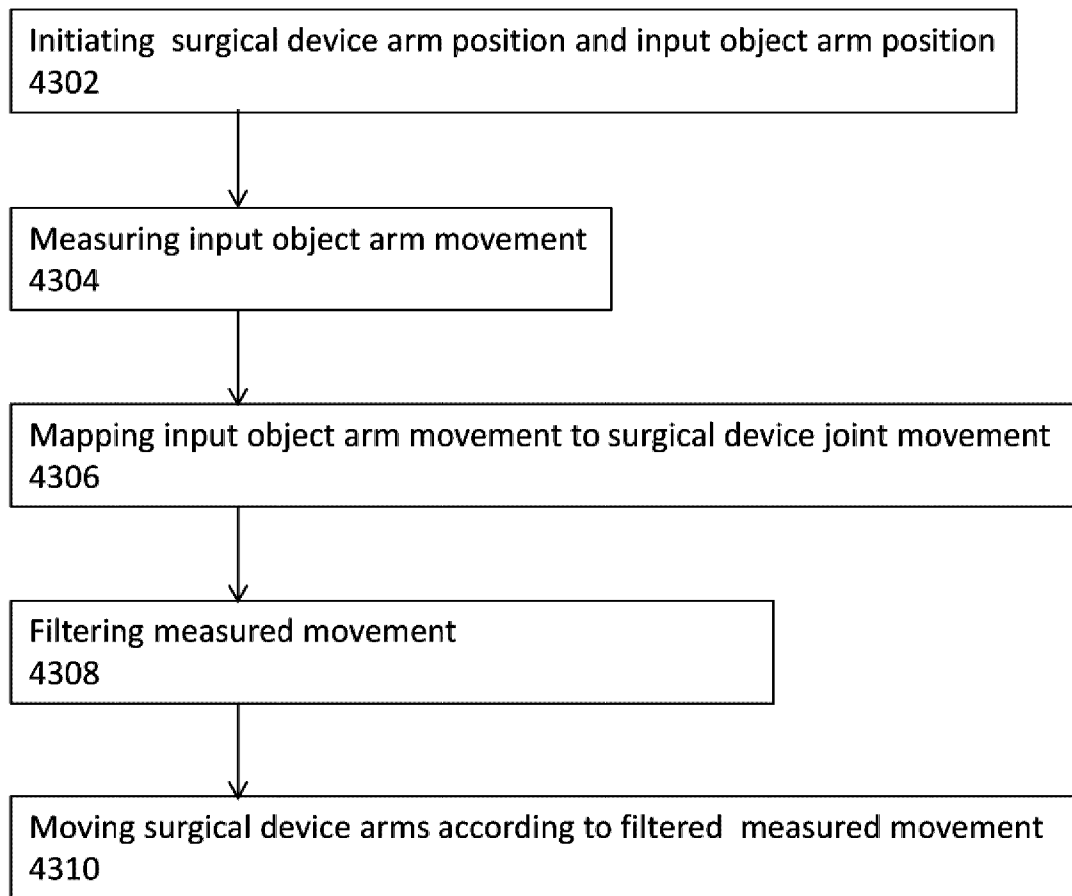 Initiating surgical device arm position and input object arm position
4302
Measuring input object arm movement
4304
Mapping input object arm movement to surgical device joint movement
4306
Filtering measured movement
4308
Moving surgical device arms according to filtered measured movement
4310